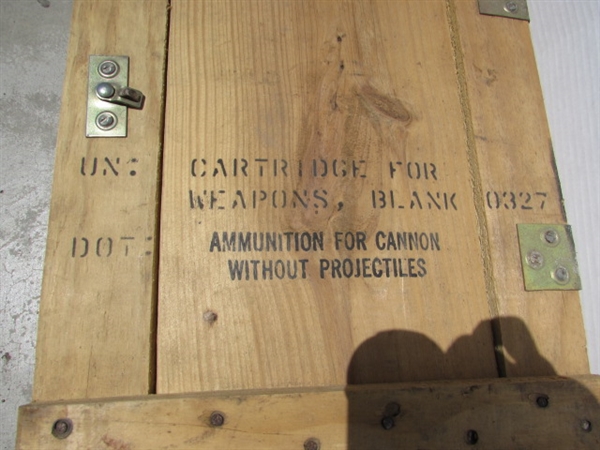 UN: CARTRIDGE FOR
WEAPONS, BLANK 0327
DOT: AMMUNITION FOR CANNON
WITHOUT PROJECTILES